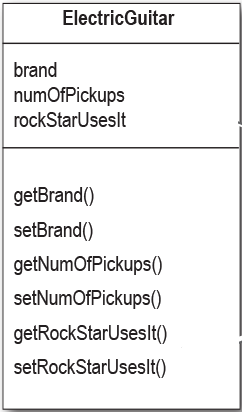 ElectricGuitar
brand
numOfPickups
rockStarUsesIt
getBrand()
setBrand()
getNumOfPickups()
setNumOfPickups()
getRockStarUsesIt()
setRockStarUsesIt()